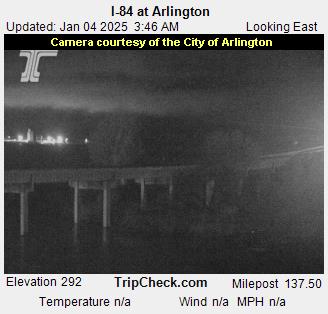 I-84 at Arlington
Updated: Jan 04 2025 3:46 AM Looking East
Camera courtesy of the City of Arlington
Elevation 292 TripCheck.com Milepost 137.50
Temperature n/a Wind n/a MPH n/a